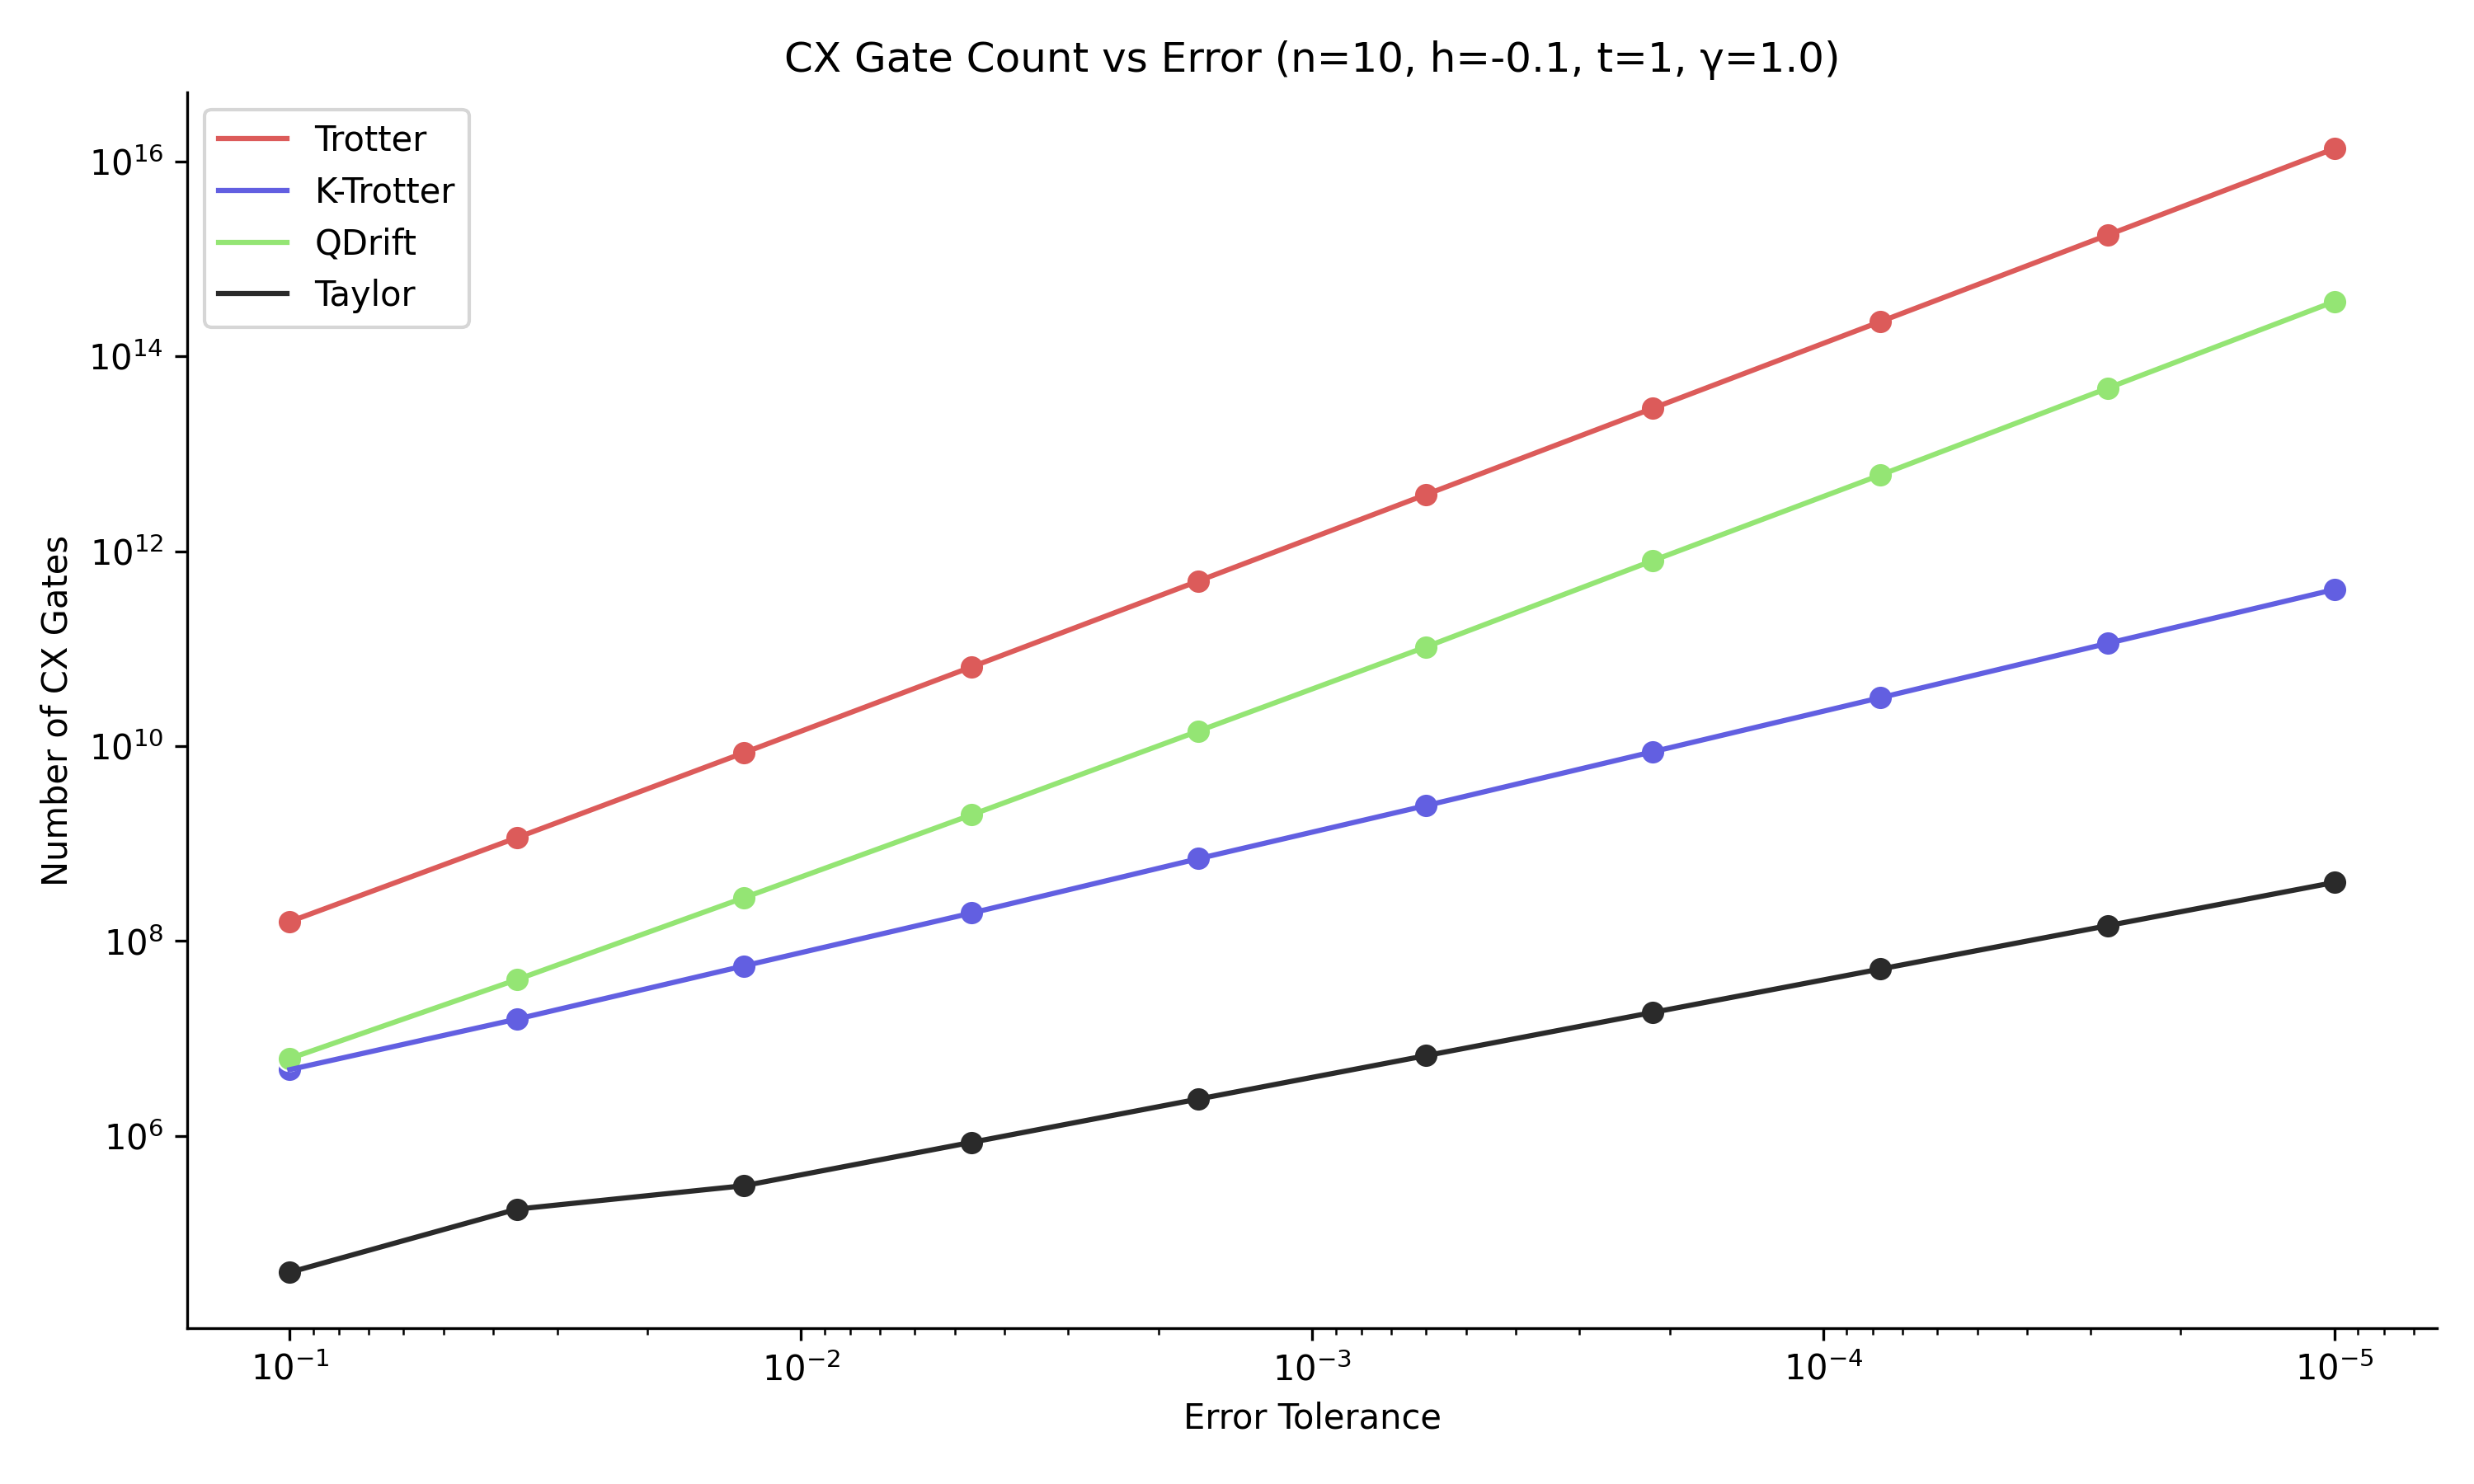 CX Gate Count vs Error (n=10, h=-0.1, t=1, γ=1.0)
Trotter
K-Trotter
QDrift
Taylor
Number of CX Gates
10^16
10^14
10^12
10^10
10^8
10^6
10^−1
10^−2
10^−3
10^−4
10^−5
Error Tolerance